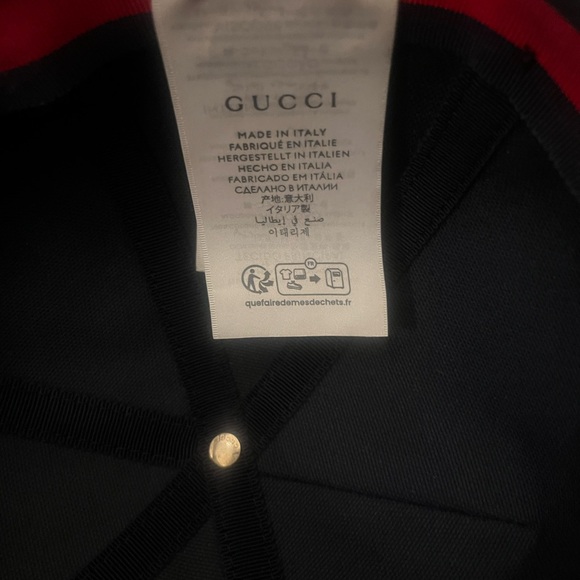 GUCCI
MADE IN ITALY
FABRIQUÉ EN ITALIE
HERGESTELLT IN ITALIEN
HECHO EN ITALIA
FABRICADO EM ITÁLIA
СДЕЛАНО В ИТАЛИИ
产地:意大利
イタリア製
صنع في إيطاليا
이태리제
FR
quefairedemesdechets.fr